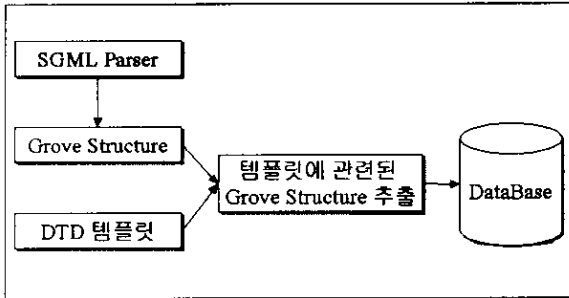 SGML Parser
Grove Structure
DTD 템플릿
템플릿에 관련된
Grove Structure 추출
DataBase